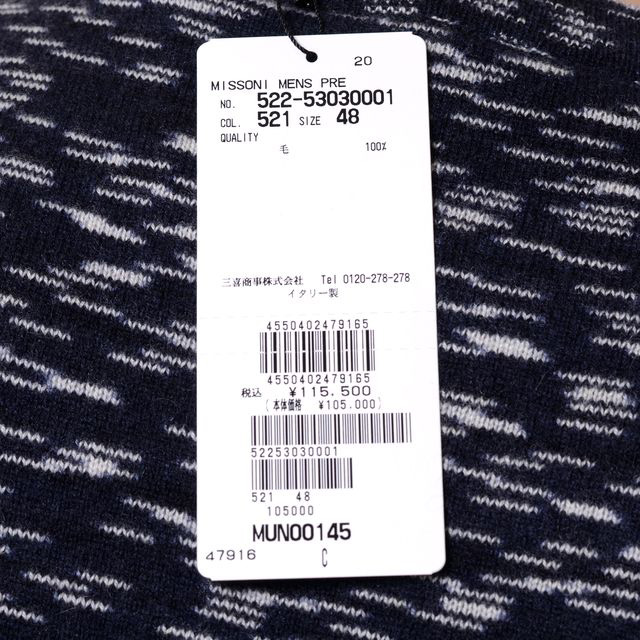 20
MISSONI MENS PRE
NO. 522-53030001
COL. 521 SIZE 48
QUALITY
毛 100%
三喜商事株式会社 Tel 0120-278-278
イタリー製
4550402479165
4550402479165
税込 ¥115,500
(本体価格 ¥105,000)
52253030001
521 48
105000
MUN00145
47916 C